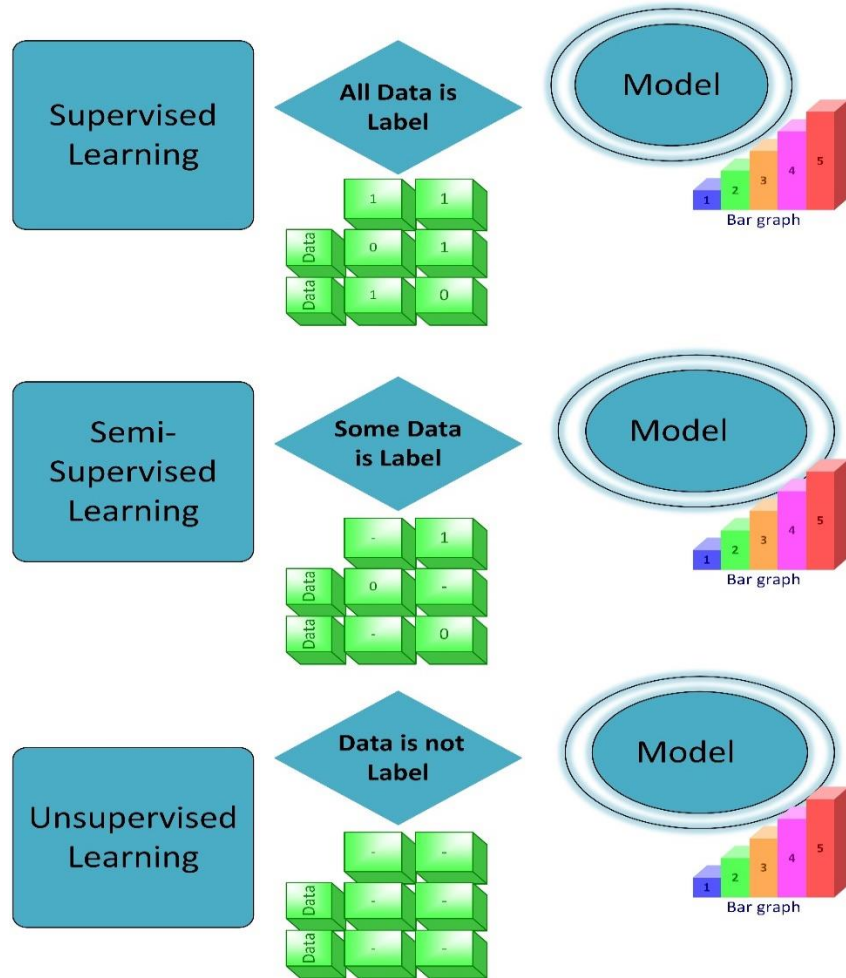 Supervised
Learning
All Data is
Label
Model
1 1
Data 0 1
Data 1 0
1 2 3 4 5
Bar graph
Semi-
Supervised
Learning
Some Data
is Label
Model
- 1
Data 0 -
Data - 0
1 2 3 4 5
Bar graph
Unsupervised
Learning
Data is not
Label
Model
- -
Data - -
Data - -
1 2 3 4 5
Bar graph